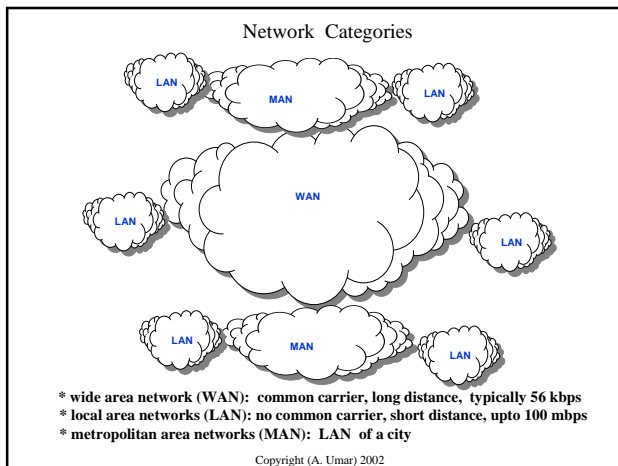 Network Categories
LAN
MAN
LAN
WAN
LAN
LAN
LAN
MAN
LAN
* wide area network (WAN): common carrier, long distance, typically 56 kbps
* local area networks (LAN): no common carrier, short distance, upto 100 mbps
* metropolitan area networks (MAN): LAN of a city
Copyright (A. Umar) 2002